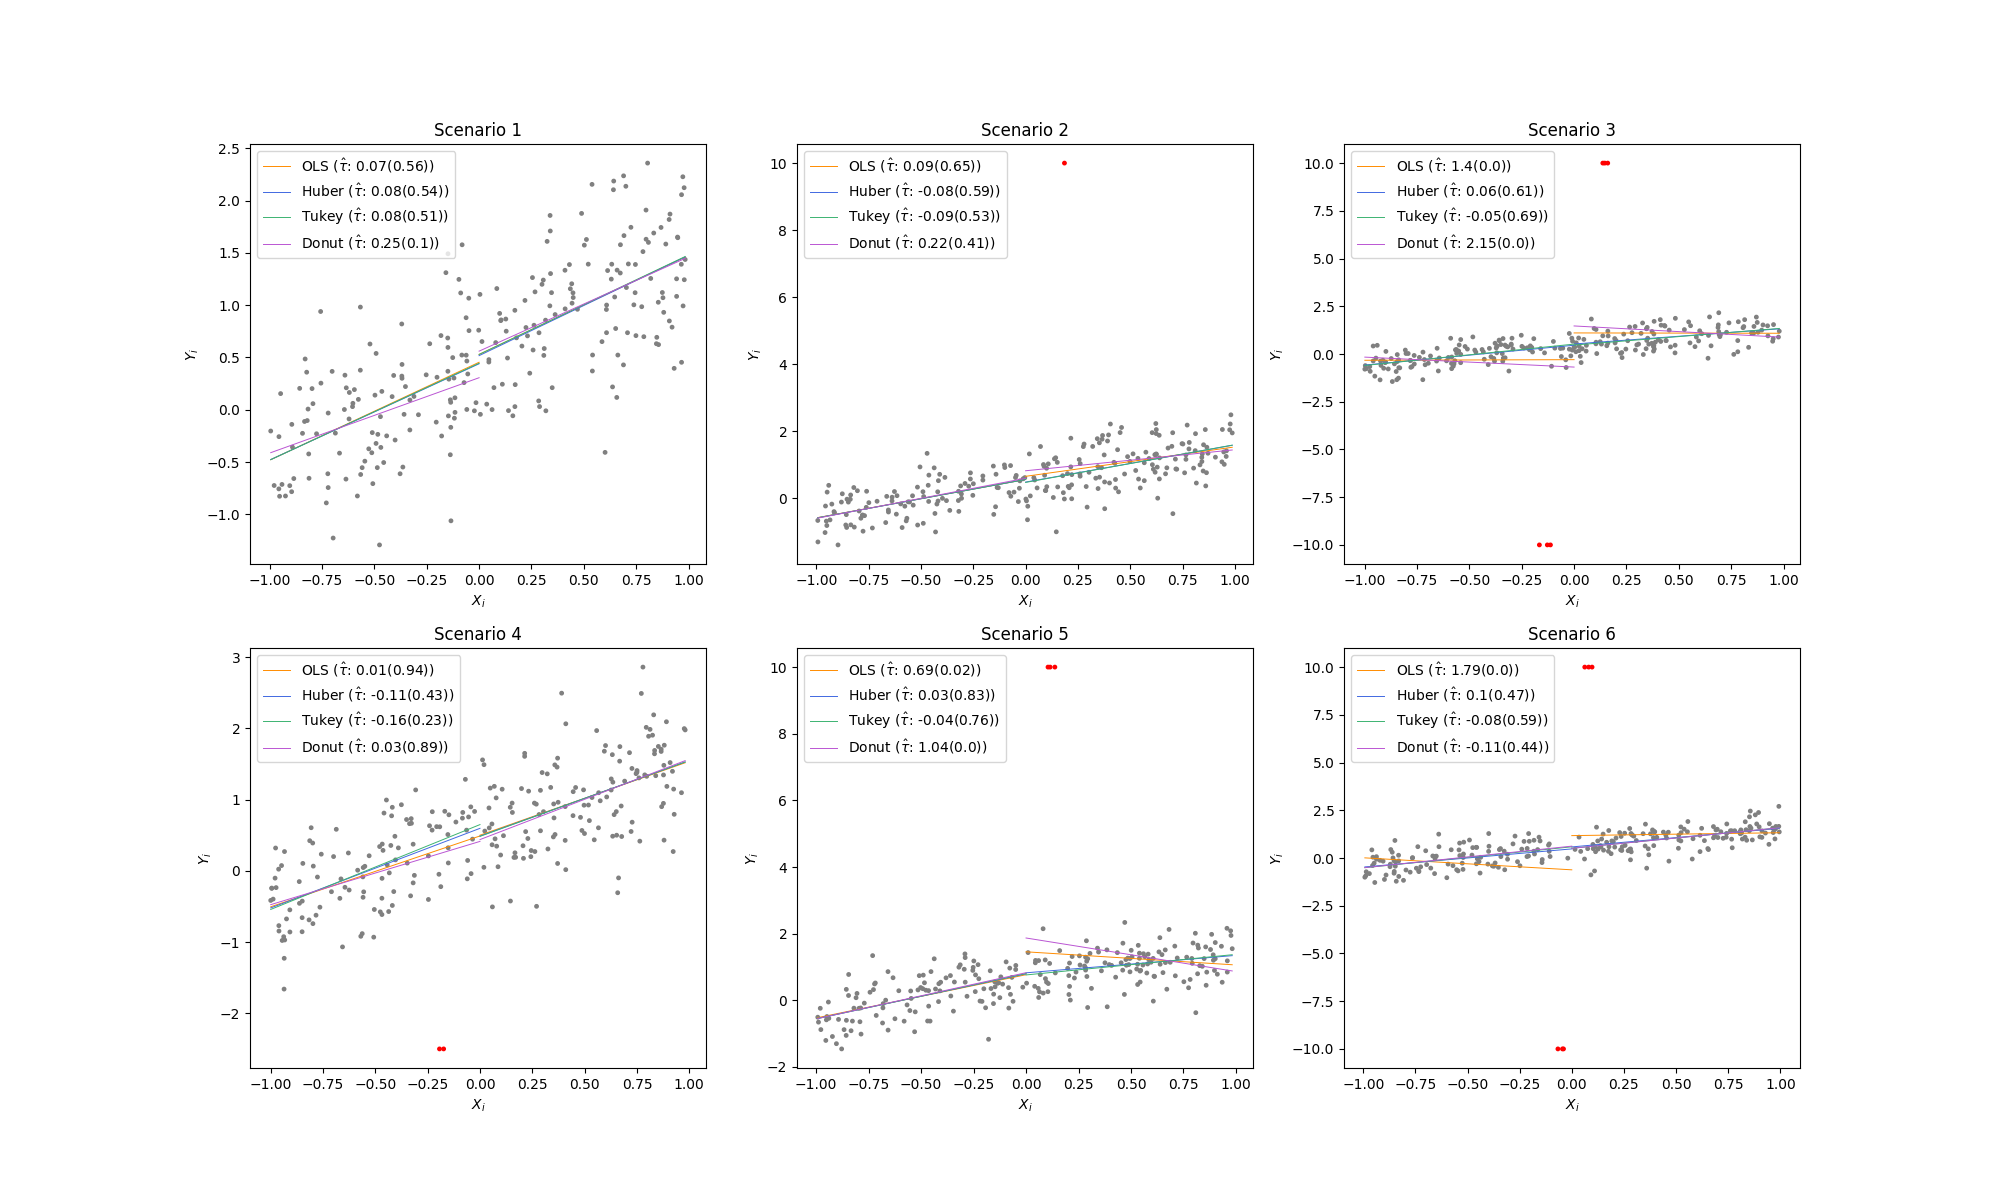 Scenario 1
OLS (τ̂: 0.07(0.56))
Huber (τ̂: 0.08(0.54))
Tukey (τ̂: 0.08(0.51))
Donut (τ̂: 0.25(0.1))
2.5
2.0
1.5
1.0
0.5
0.0
−0.5
−1.0
Yᵢ
−1.00 −0.75 −0.50 −0.25 0.00 0.25 0.50 0.75 1.00
Xᵢ
Scenario 2
OLS (τ̂: 0.09(0.65))
Huber (τ̂: -0.08(0.59))
Tukey (τ̂: -0.09(0.53))
Donut (τ̂: 0.22(0.41))
10
8
6
4
2
0
Yᵢ
−1.00 −0.75 −0.50 −0.25 0.00 0.25 0.50 0.75 1.00
Xᵢ
Scenario 3
OLS (τ̂: 1.4(0.0))
Huber (τ̂: 0.06(0.61))
Tukey (τ̂: -0.05(0.69))
Donut (τ̂: 2.15(0.0))
10.0
7.5
5.0
2.5
0.0
−2.5
−5.0
−7.5
−10.0
Yᵢ
−1.00 −0.75 −0.50 −0.25 0.00 0.25 0.50 0.75 1.00
Xᵢ
Scenario 4
OLS (τ̂: 0.01(0.94))
Huber (τ̂: -0.11(0.43))
Tukey (τ̂: -0.16(0.23))
Donut (τ̂: 0.03(0.89))
3
2
1
0
−1
−2
Yᵢ
−1.00 −0.75 −0.50 −0.25 0.00 0.25 0.50 0.75 1.00
Xᵢ
Scenario 5
OLS (τ̂: 0.69(0.02))
Huber (τ̂: 0.03(0.83))
Tukey (τ̂: -0.04(0.76))
Donut (τ̂: 1.04(0.0))
10
8
6
4
2
0
−2
Yᵢ
−1.00 −0.75 −0.50 −0.25 0.00 0.25 0.50 0.75 1.00
Xᵢ
Scenario 6
OLS (τ̂: 1.79(0.0))
Huber (τ̂: 0.1(0.47))
Tukey (τ̂: -0.08(0.59))
Donut (τ̂: -0.11(0.44))
10.0
7.5
5.0
2.5
0.0
−2.5
−5.0
−7.5
−10.0
Yᵢ
−1.00 −0.75 −0.50 −0.25 0.00 0.25 0.50 0.75 1.00
Xᵢ